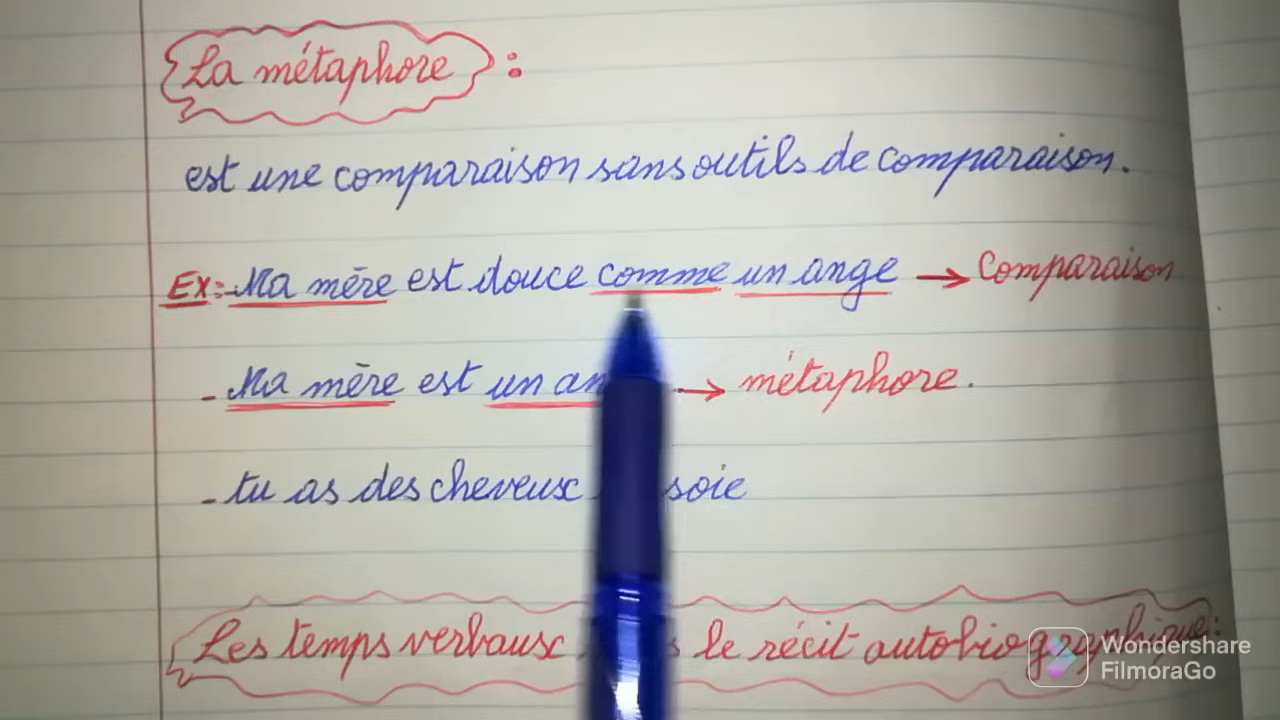 La métaphore :
est une comparaison sans outils de comparaison.
Ex: Ma mère est douce comme un ange → Comparaison
- Ma mère est un → métaphore.
- tu as des cheveux soie
Les temps verbaux le récit autobiographique:
Wondershare
FilmoraGo